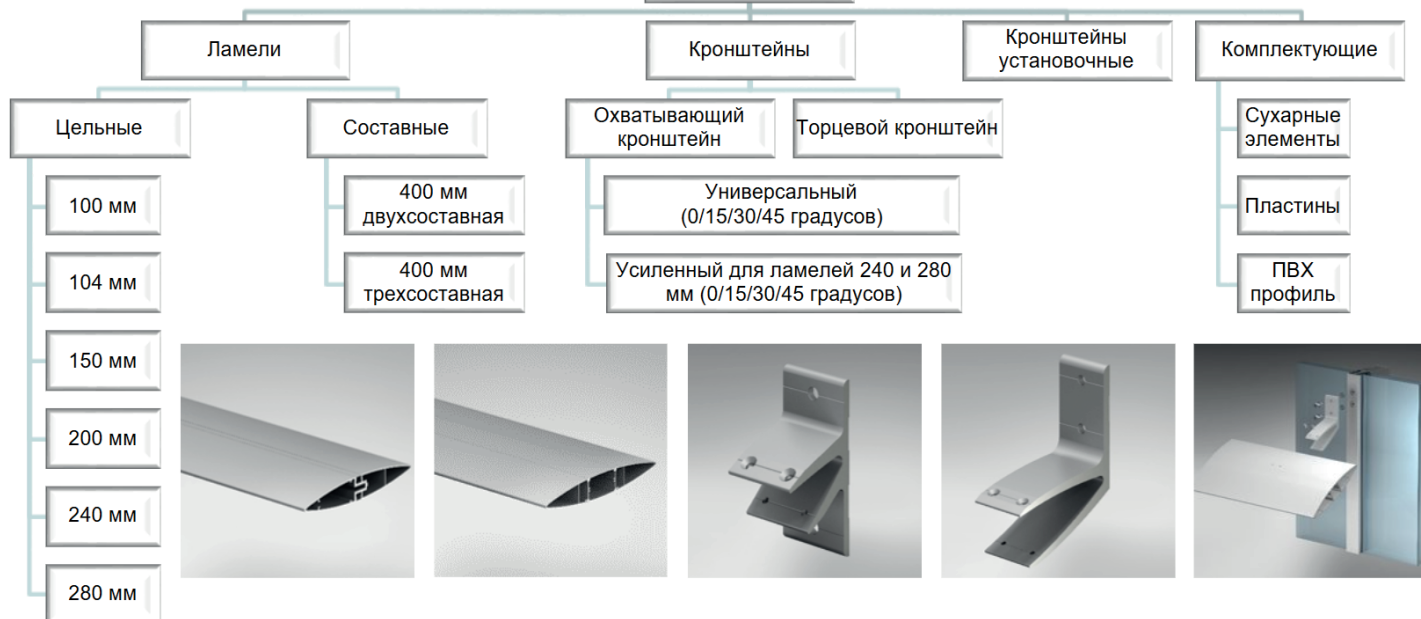 Ламели
Кронштейны
Кронштейны
установочные
Комплектующие
Цельные
Составные
Охватывающий
кронштейн
Торцевой кронштейн
Сухарные
элементы
100 мм
400 мм
двухсоставная
Универсальный
(0/15/30/45 градусов)
Пластины
104 мм
400 мм
трехсоставная
Усиленный для ламелей 240 и 280
мм (0/15/30/45 градусов)
ПВХ
профиль
150 мм
200 мм
240 мм
280 мм